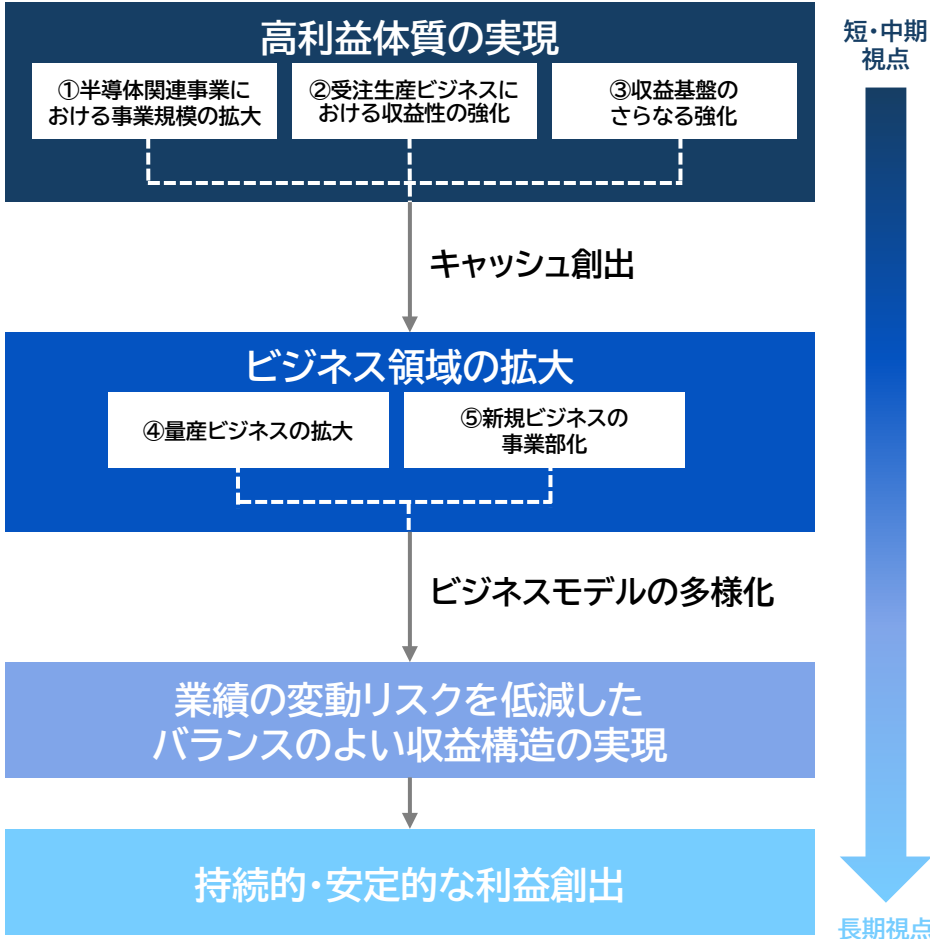 高利益体質の実現
①半導体関連事業に
おける事業規模の拡大
②受注生産ビジネスに
おける収益性の強化
③収益基盤の
さらなる強化
キャッシュ創出
ビジネス領域の拡大
④量産ビジネスの拡大
⑤新規ビジネスの
事業部化
ビジネスモデルの多様化
業績の変動リスクを低減した
バランスのよい収益構造の実現
持続的・安定的な利益創出
短・中期
視点
長期視点